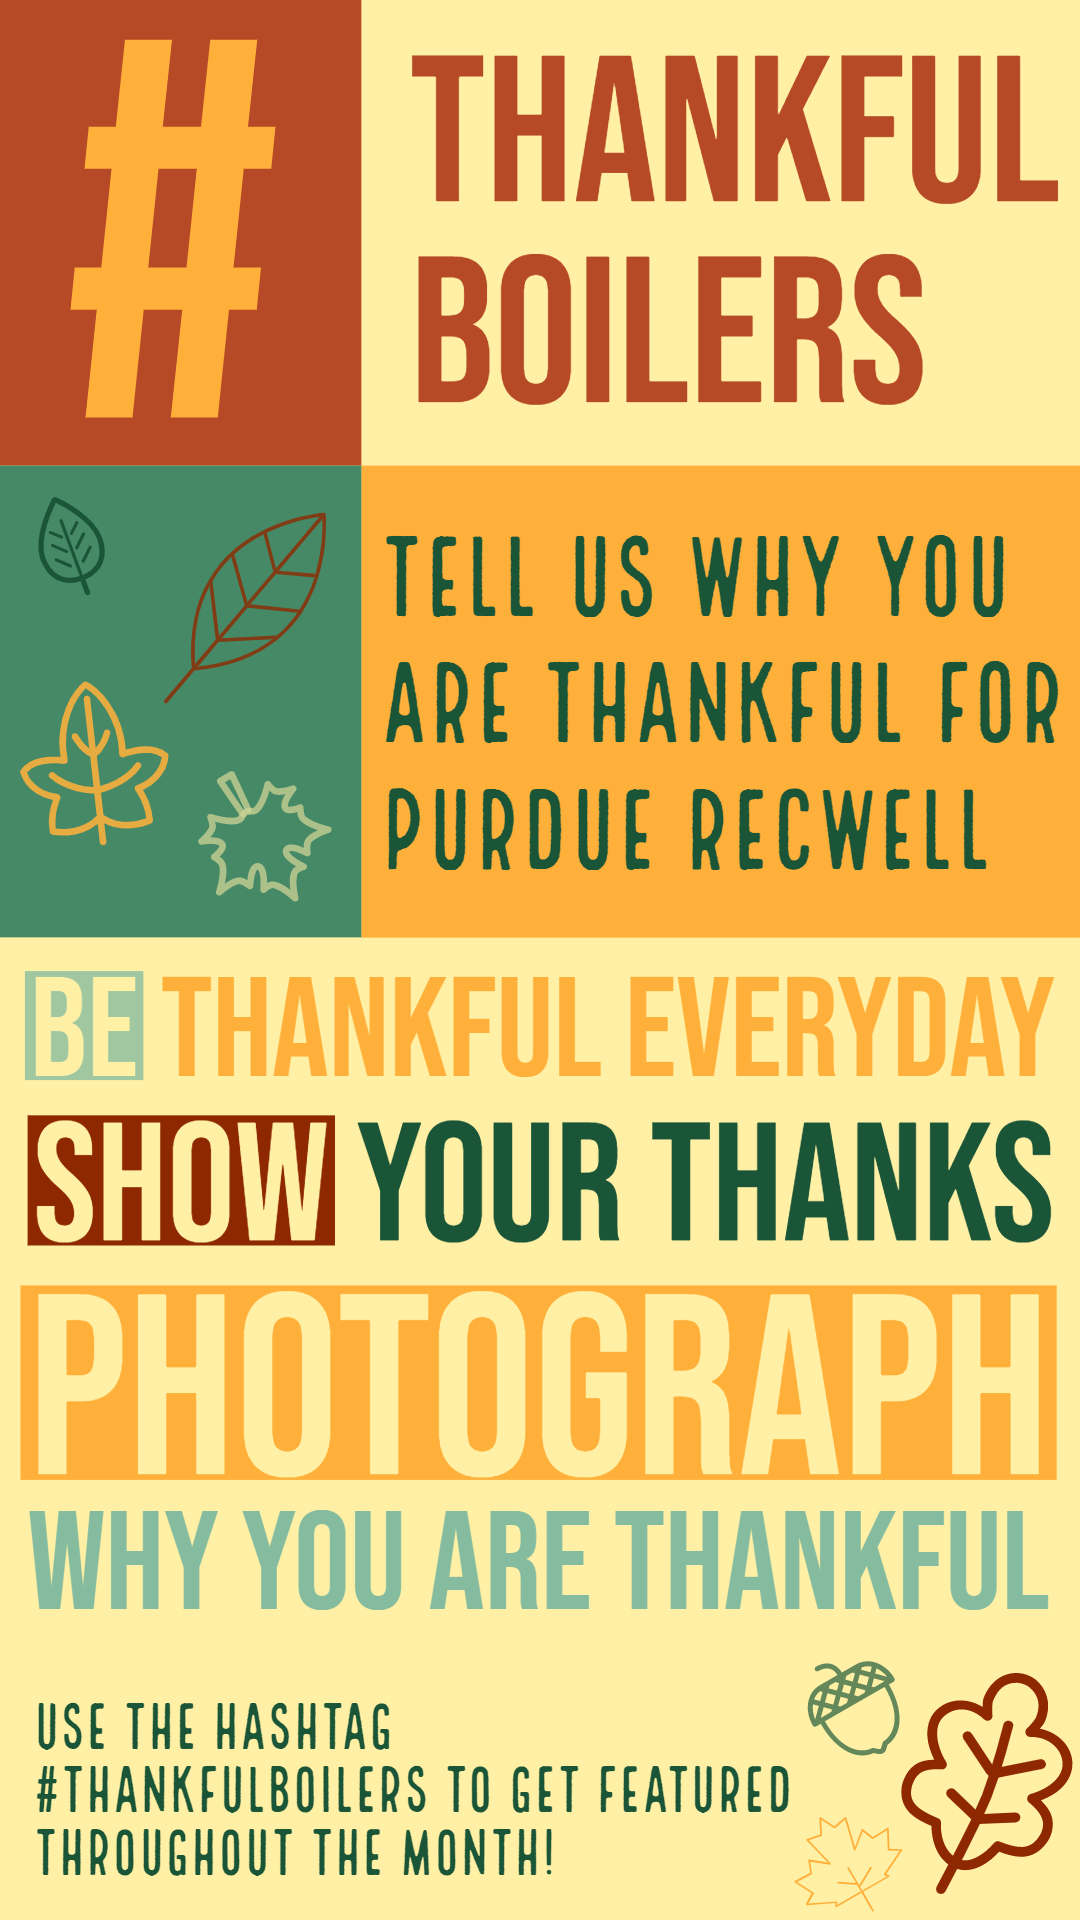 # THANKFUL
BOILERS
TELL US WHY YOU
ARE THANKFUL FOR
PURDUE RECWELL
BE THANKFUL EVERYDAY
SHOW YOUR THANKS
PHOTOGRAPH
WHY YOU ARE THANKFUL
USE THE HASHTAG
#THANKFULBOILERS TO GET FEATURED
THROUGHOUT THE MONTH!